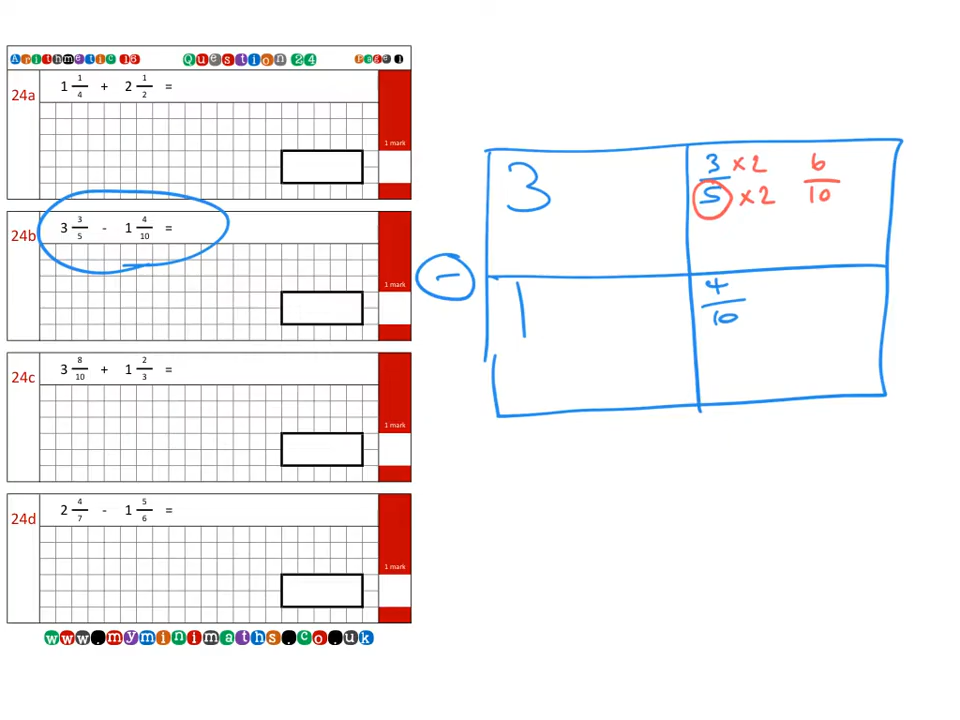 Arithmetic 18 Question 24 Page 1
24a 1 1/4 + 2 1/2 =
1 mark
24b 3 3/5 - 1 4/10 =
1 mark
24c 3 8/10 + 1 2/3 =
1 mark
24d 2 4/7 - 1 5/6 =
1 mark
www.myminimaths.co.uk
3 3/5 ×2 ×2 6/10
-
1 4/10